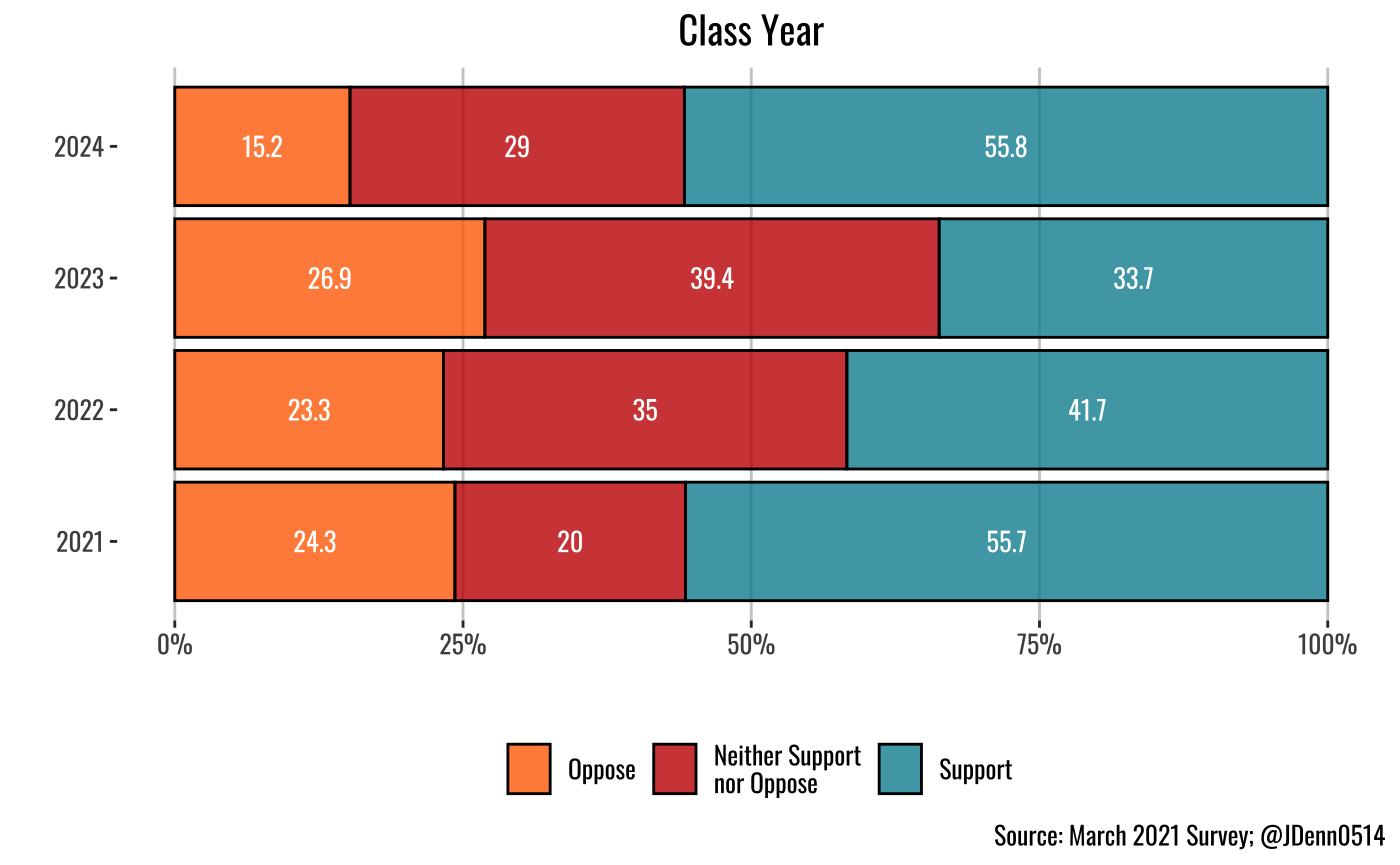 Class Year
2024
15.2 29 55.8
2023
26.9 39.4 33.7
2022
23.3 35 41.7
2021
24.3 20 55.7
0% 25% 50% 75% 100%
Oppose
Neither Support
nor Oppose
Support
Source: March 2021 Survey; @JDenn0514